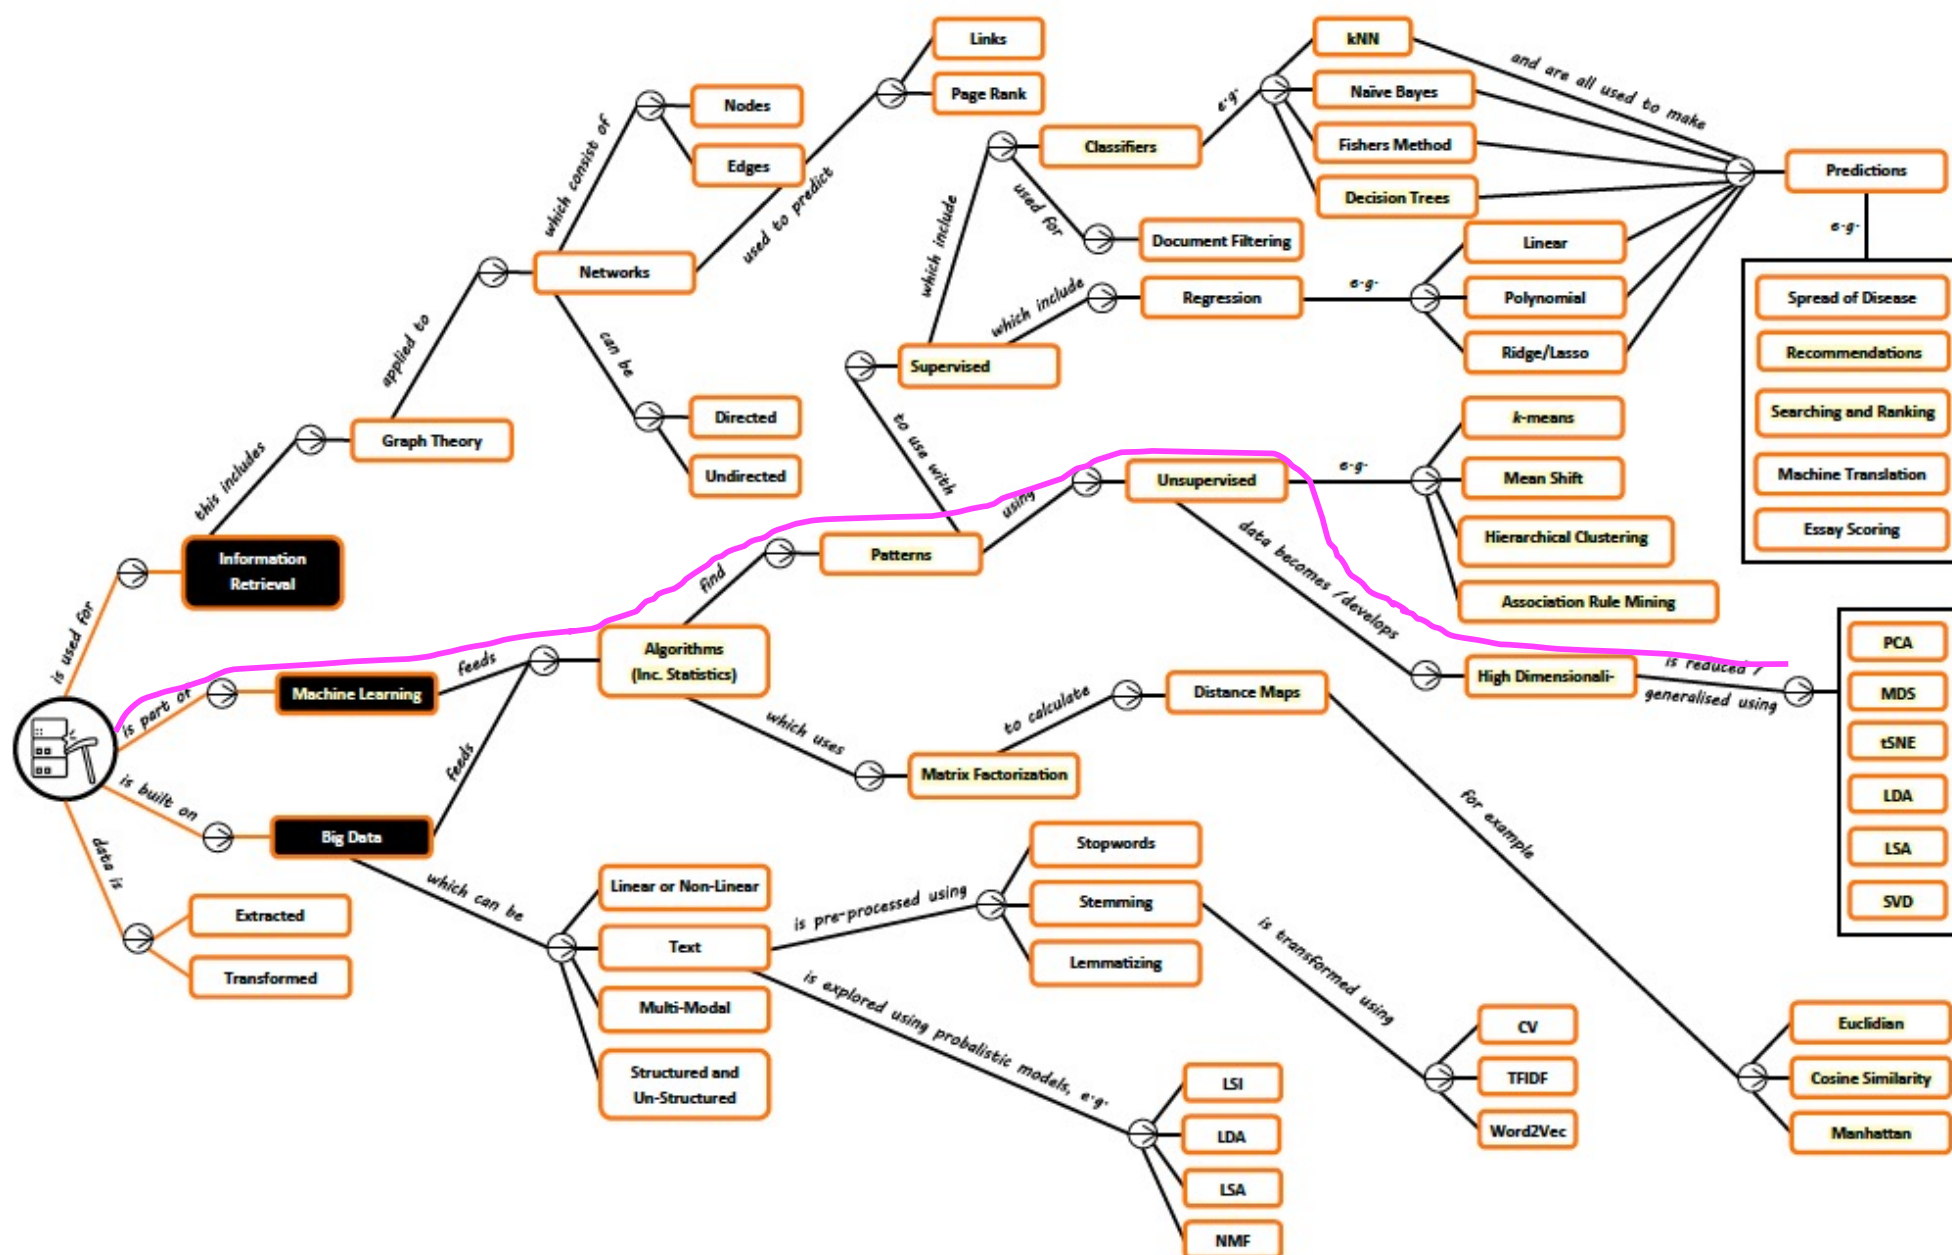 Links
Page Rank
Nodes
Edges
which consist of
used to predict
Networks
can be
Directed
Undirected
applied to
Graph Theory
this includes
Information
Retrieval
is used for
is part of
Machine Learning
feeds
is built on
Big Data
feeds
data is
Extracted
Transformed
Algorithms
(Inc. Statistics)
find
Patterns
to use with
using
Supervised
which include
Classifiers
used for
Document Filtering
e.g.
kNN
Naïve Bayes
Fishers Method
Decision Trees
and are all used to make
which include
Regression
e.g.
Linear
Polynomial
Ridge/Lasso
Predictions
e.g.
Spread of Disease
Recommendations
Searching and Ranking
Machine Translation
Essay Scoring
Unsupervised
e.g.
k-means
Mean Shift
Hierarchical Clustering
Association Rule Mining
data becomes / develops
High Dimensionali-
is reduced /
generalised using
PCA
MDS
tSNE
LDA
LSA
SVD
which uses
Matrix Factorization
to calculate
Distance Maps
for example
Euclidian
Cosine Similarity
Manhattan
which can be
Linear or Non-Linear
Text
Multi-Modal
Structured and
Un-Structured
is pre-processed using
Stopwords
Stemming
Lemmatizing
is transformed using
CV
TFIDF
Word2Vec
is explored using probalistic models, e.g.
LSI
LDA
LSA
NMF